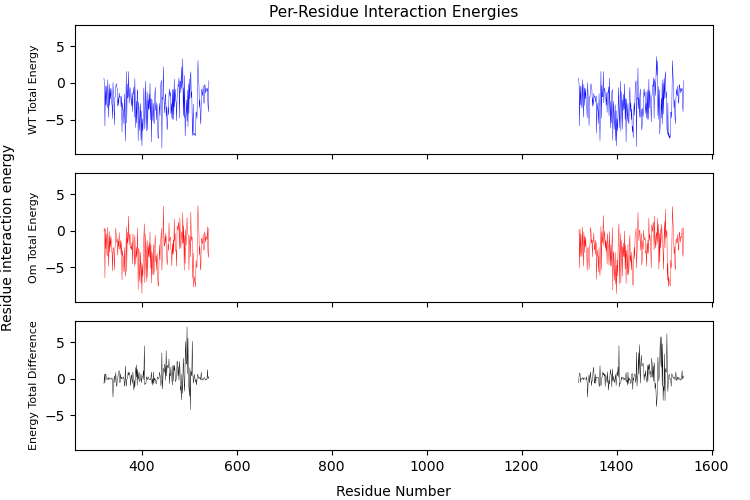 Per-Residue Interaction Energies
Residue interaction energy
WT Total Energy
5
0
−5
Om Total Energy
5
0
−5
Energy Total Difference
5
0
−5
400 600 800 1000 1200 1400 1600
Residue Number